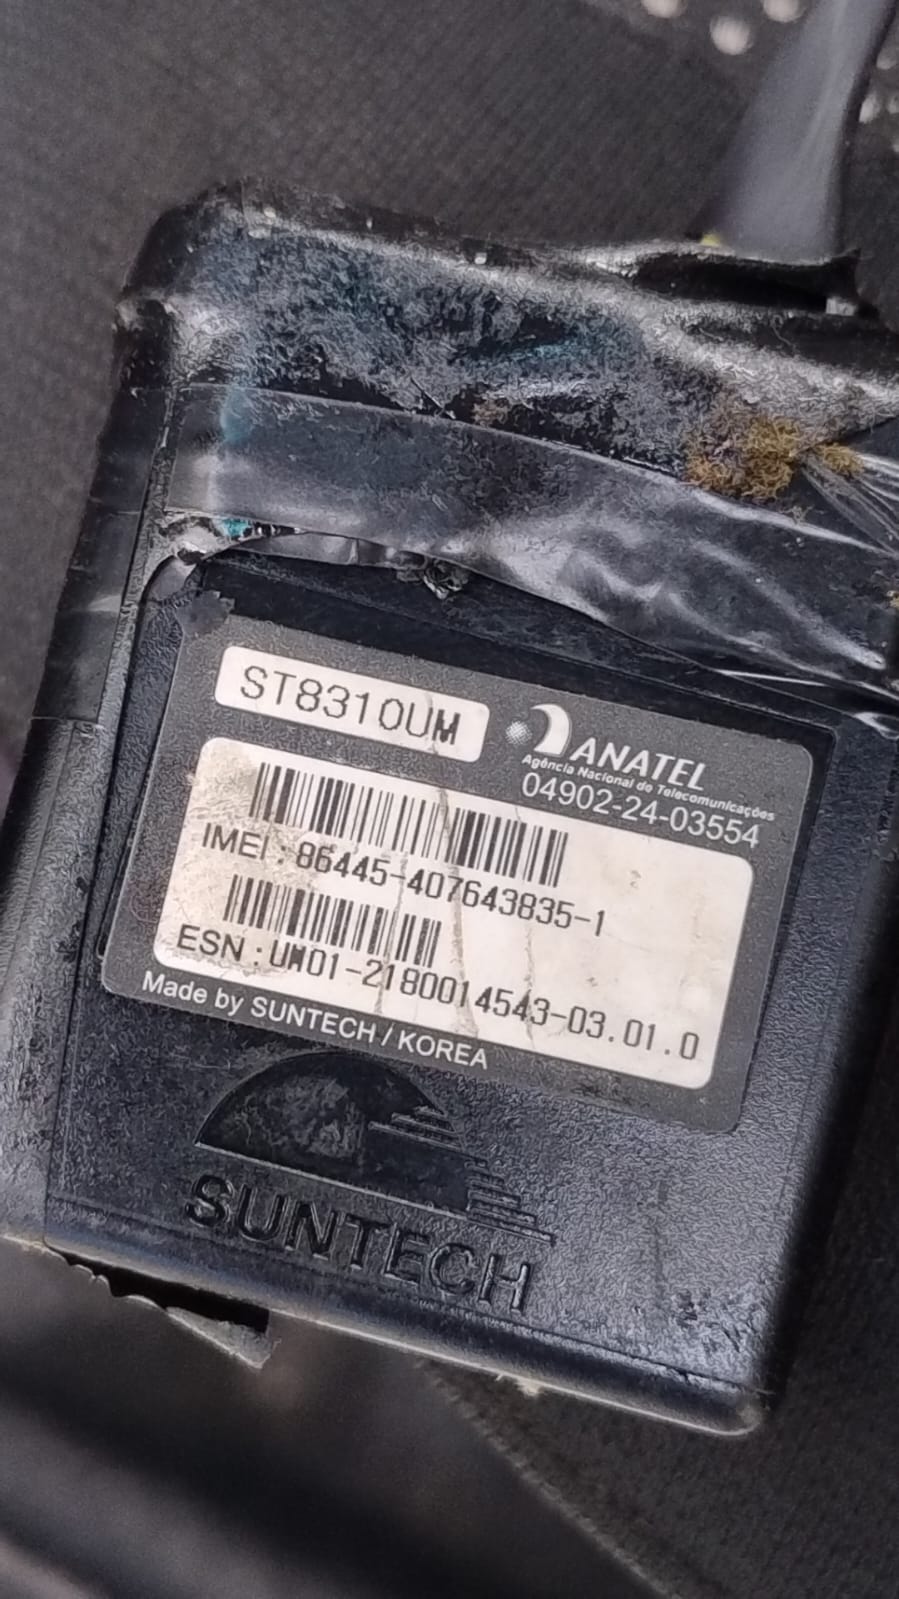 ST8310UM
ANATEL
Agência Nacional de Telecomunicações
04902-24-03554
IMEI : 86445-407643835-1
ESN : UM01-2180014543-03.01.0
Made by SUNTECH / KOREA
SUNTECH